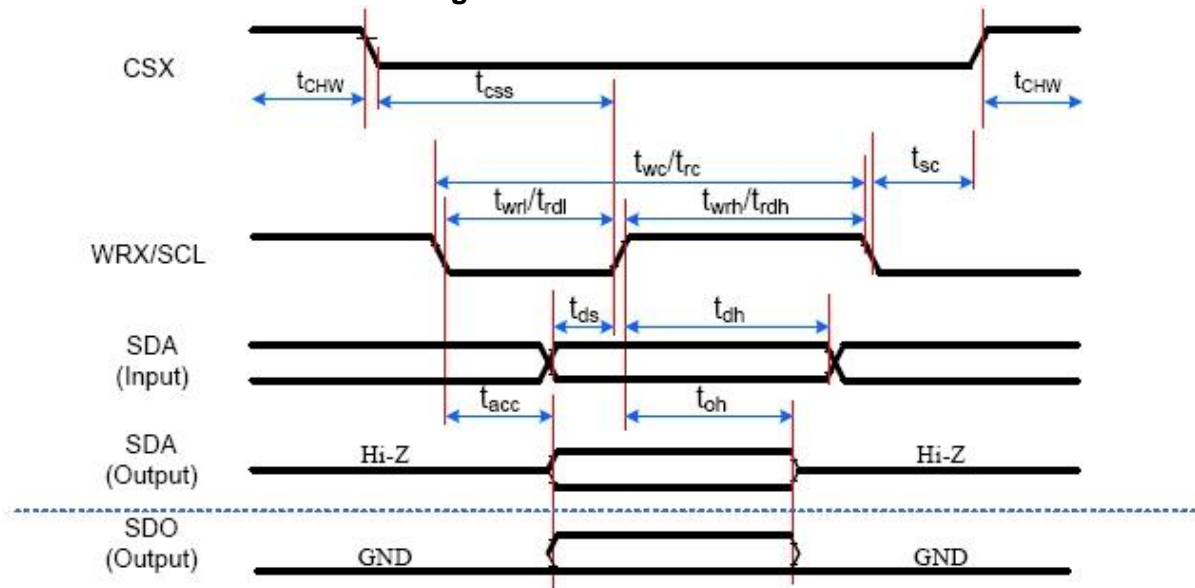 g
CSX
tCHW
tcss
tCHW
twc/trc
tsc
twrl/trdl
twrh/trdh
WRX/SCL
tds
tdh
SDA
(Input)
tacc
toh
SDA
(Output)
Hi-Z
Hi-Z
SDO
(Output)
GND
GND